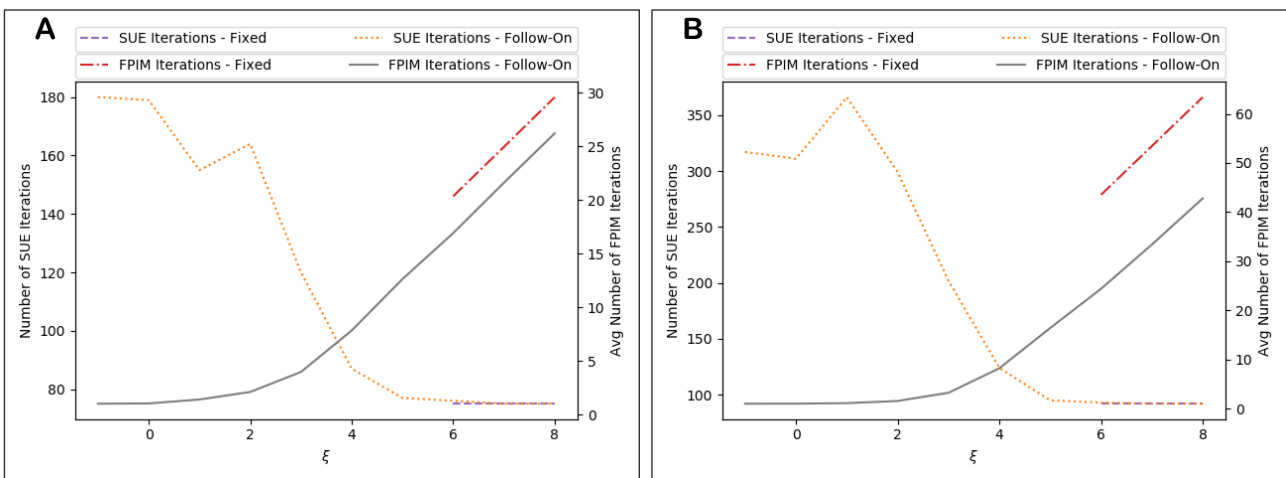 A
SUE Iterations - Fixed
SUE Iterations - Follow-On
FPIM Iterations - Fixed
FPIM Iterations - Follow-On
180
160
140
120
100
80
Number of SUE Iterations
30
25
20
15
10
5
0
Avg Number of FPIM Iterations
0 2 4 6 8
ξ
B
SUE Iterations - Fixed
SUE Iterations - Follow-On
FPIM Iterations - Fixed
FPIM Iterations - Follow-On
350
300
250
200
150
100
Number of SUE Iterations
60
50
40
30
20
10
0
Avg Number of FPIM Iterations
0 2 4 6 8
ξ